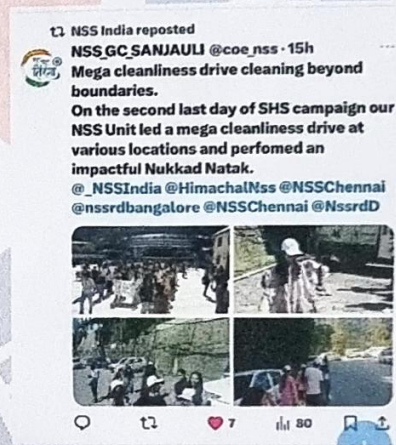 NSS India reposted
NSS_GC_SANJAULI @coe_nss · 15h
Mega cleanliness drive cleaning beyond
boundaries.
On the second last day of SHS campaign our
NSS Unit led a mega cleanliness drive at
various locations and perfomed an
impactful Nukkad Natak.
@_NSSIndia @HimachalNss @NSSChennai
@nssrdbangalore @NSSChennai @NssrdD
7 80